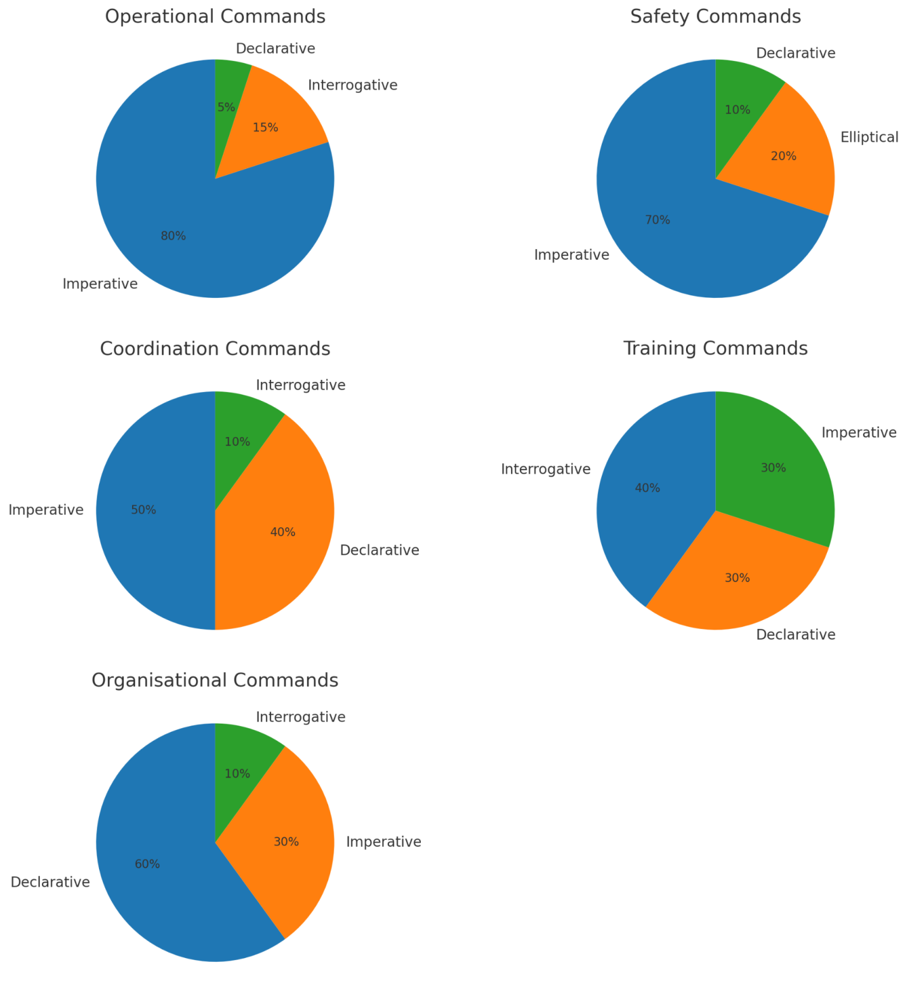 Operational Commands
Declarative
Interrogative
5%
15%
80%
Imperative
Safety Commands
Declarative
10%
Elliptical
20%
70%
Imperative
Coordination Commands
Interrogative
10%
Imperative
50%
40%
Declarative
Training Commands
Imperative
30%
Interrogative
40%
30%
Declarative
Organisational Commands
Interrogative
10%
30%
Imperative
60%
Declarative